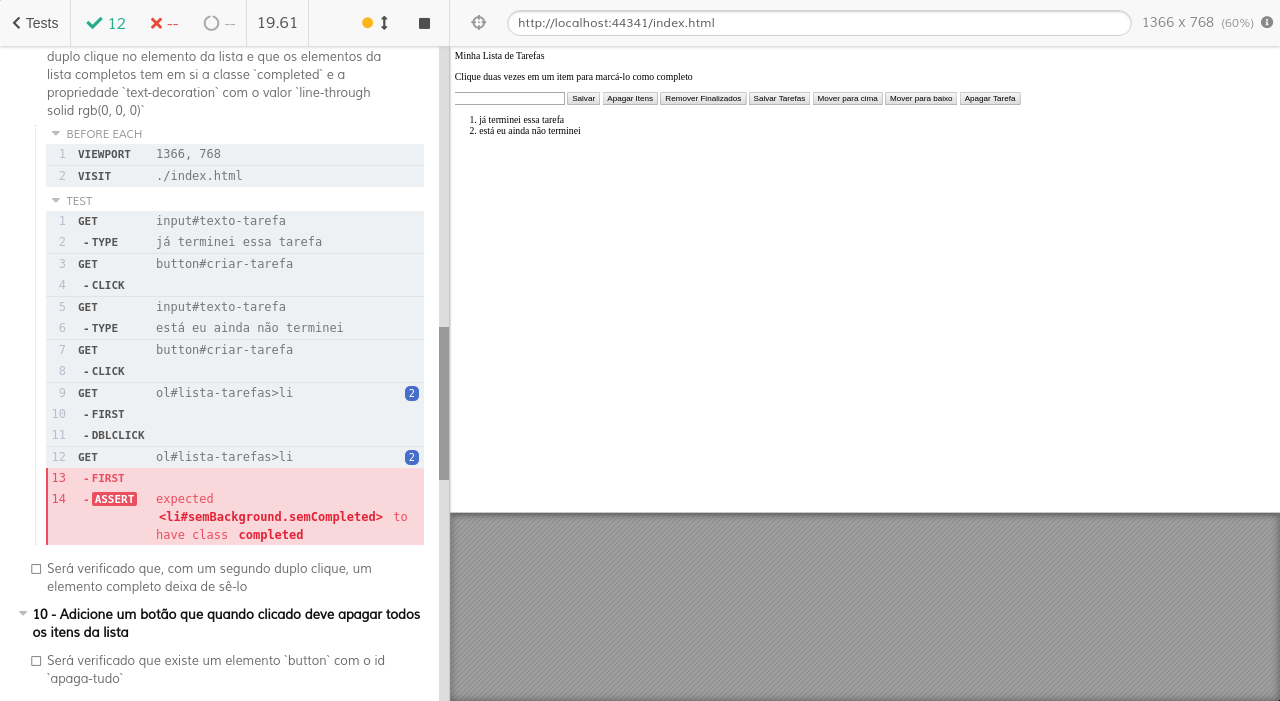 Tests
12
--
--
19.61
http://localhost:44341/index.html
1366 x 768 (60%)
duplo clique no elemento da lista e que os elementos da
lista completos tem em si a classe `completed` e a
propriedade `text-decoration` com o valor `line-through
solid rgb(0, 0, 0)`
BEFORE EACH
1 VIEWPORT 1366, 768
2 VISIT ./index.html
TEST
1 GET input#texto-tarefa
2 -TYPE já terminei essa tarefa
3 GET button#criar-tarefa
4 -CLICK
5 GET input#texto-tarefa
6 -TYPE está eu ainda não terminei
7 GET button#criar-tarefa
8 -CLICK
9 GET ol#lista-tarefas>li 2
10 -FIRST
11 -DBLCLICK
12 GET ol#lista-tarefas>li 2
13 -FIRST
14 -ASSERT expected
<li#semBackground.semCompleted> to
have class completed
Será verificado que, com um segundo duplo clique, um
elemento completo deixa de sê-lo
10 - Adicione um botão que quando clicado deve apagar todos
os itens da lista
Será verificado que existe um elemento `button` com o id
`apaga-tudo`
Minha Lista de Tarefas
Clique duas vezes em um item para marcá-lo como completo
Salvar Apagar Itens Remover Finalizados Salvar Tarefas Mover para cima Mover para baixo Apagar Tarefa
1. já terminei essa tarefa
2. está eu ainda não terminei